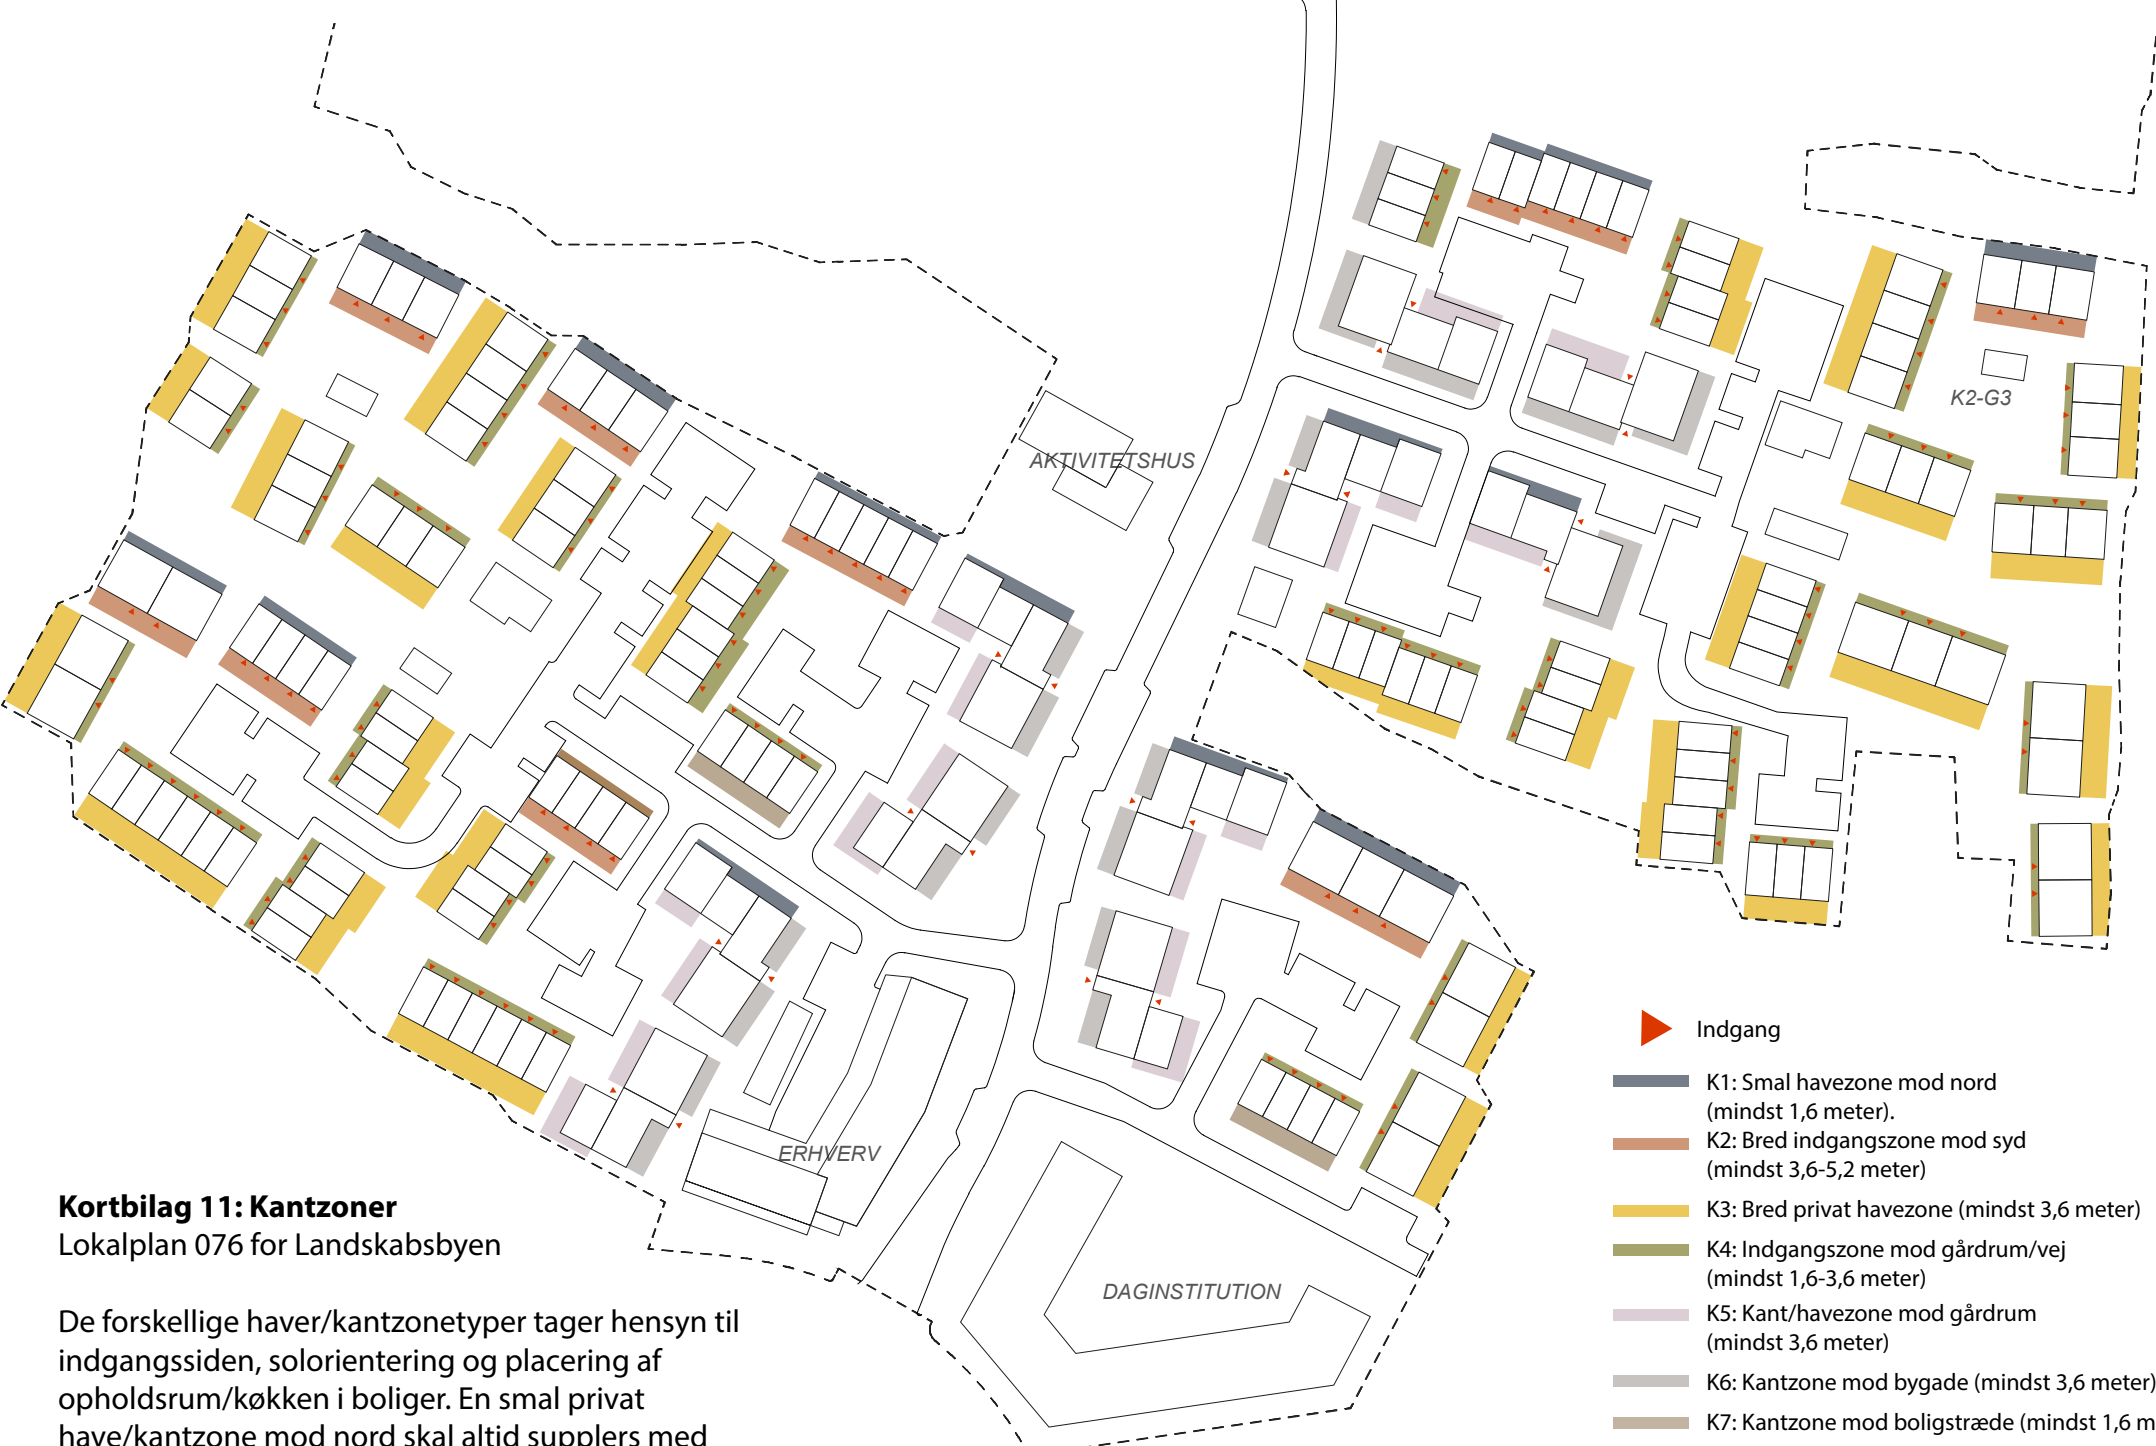 AKTIVITETSHUS
K2-G3
ERHVERV
DAGINSTITUTION
Kortbilag 11: Kantzoner
Lokalplan 076 for Landskabsbyen
De forskellige haver/kantzonetyper tager hensyn til
indgangssiden, solorientering og placering af
opholdsrum/køkken i boliger. En smal privat
have/kantzone mod nord skal altid supplers med
Indgang
K1: Smal havezone mod nord
(mindst 1,6 meter).
K2: Bred indgangszone mod syd
(mindst 3,6-5,2 meter)
K3: Bred privat havezone (mindst 3,6 meter)
K4: Indgangszone mod gårdrum/vej
(mindst 1,6-3,6 meter)
K5: Kant/havezone mod gårdrum
(mindst 3,6 meter)
K6: Kantzone mod bygade (mindst 3,6 meter)
K7: Kantzone mod boligstræde (mindst 1,6 m